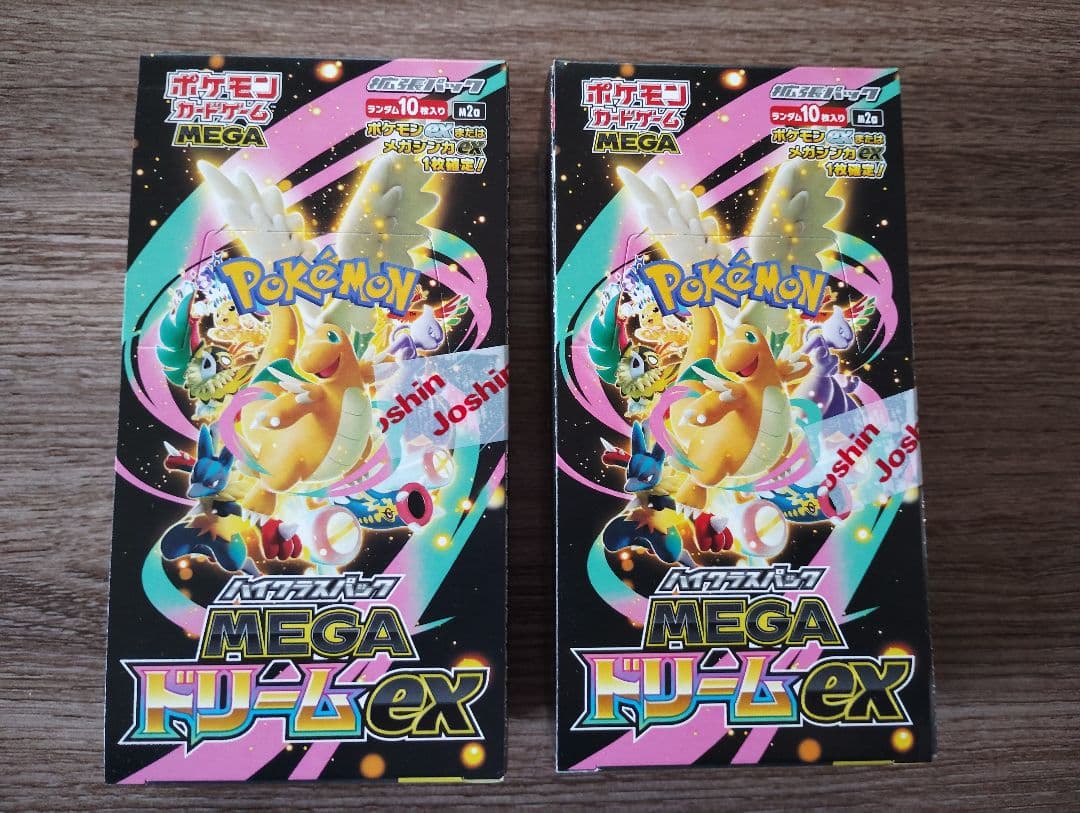 ポケモン
カードゲーム
MEGA
拡張パック
ランダム10枚入り M2a
ポケモンexまたは
メガシンカex
1枚確定!
POKÉMON
Joshin
Joshin
ハイクラスパック
MEGA
ドリームex
ポケモン
カードゲーム
MEGA
拡張パック
ランダム10枚入り M2a
ポケモンexまたは
メガシンカex
1枚確定!
POKÉMON
Joshin
Joshin
ハイクラスパック
MEGA
ドリームex